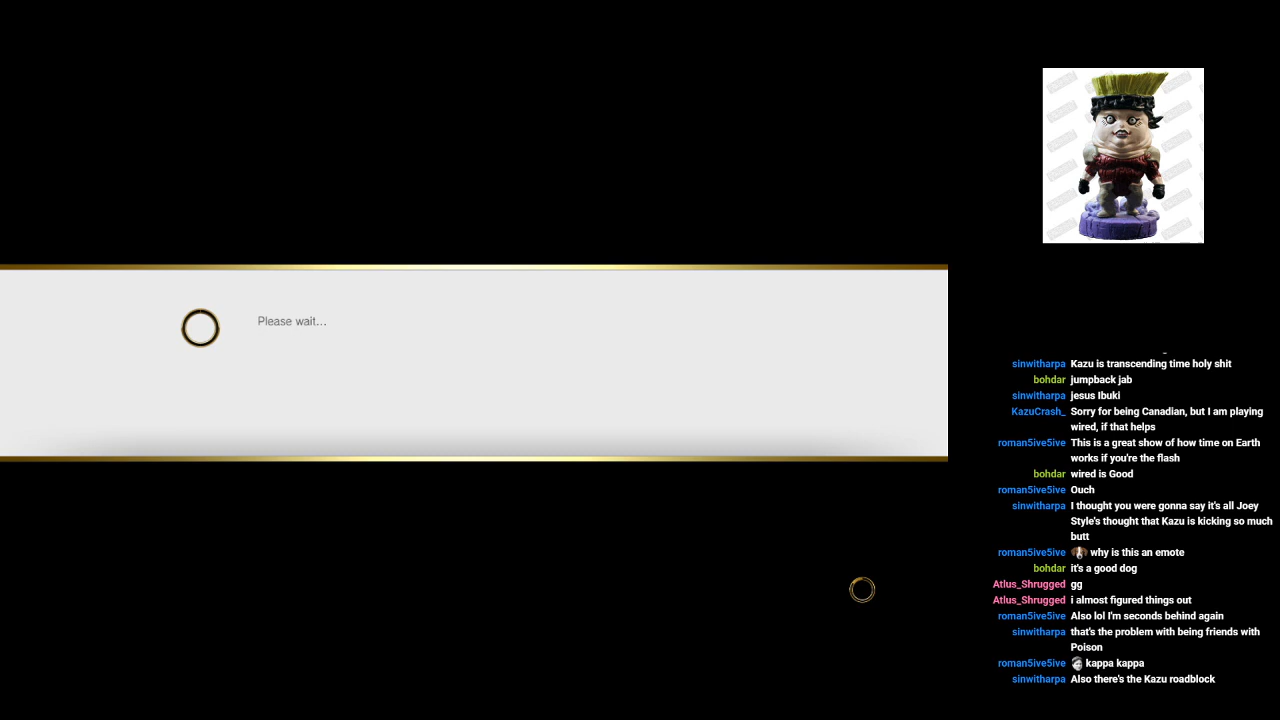 Please wait...
sinwitharpa Kazu is transcending time holy shit
bohdar jumpback jab
sinwitharpa jesus Ibuki
KazuCrash_ Sorry for being Canadian, but I am playing
wired, if that helps
roman5ive5ive This is a great show of how time on Earth
works if you're the flash
bohdar wired is Good
roman5ive5ive Ouch
sinwitharpa I thought you were gonna say it's all Joey
Style's thought that Kazu is kicking so much
butt
roman5ive5ive why is this an emote
bohdar it's a good dog
Atlus_Shrugged gg
Atlus_Shrugged i almost figured things out
roman5ive5ive Also lol I'm seconds behind again
sinwitharpa that's the problem with being friends with
Poison
roman5ive5ive kappa kappa
sinwitharpa Also there's the Kazu roadblock